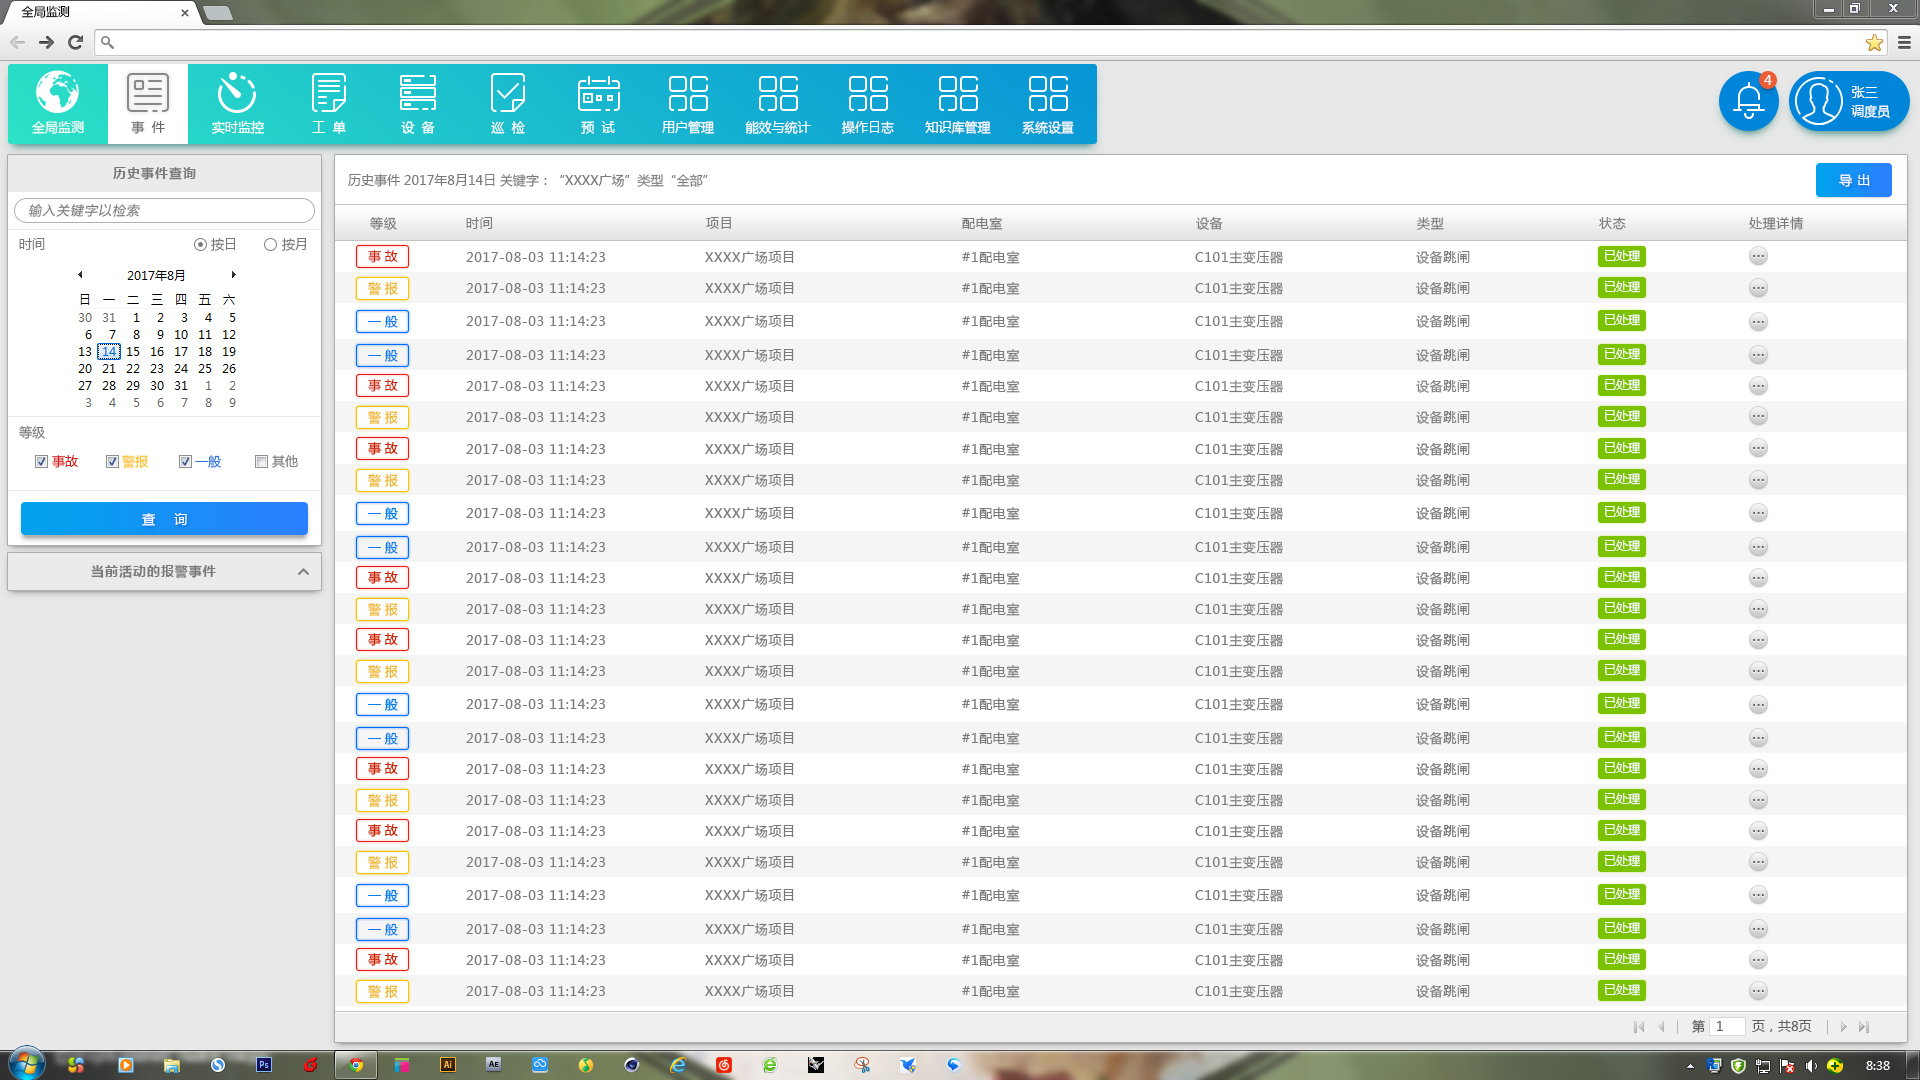 全局监测
全局监测 事 件 实时监控 工 单 设 备 巡 检 预 试 用户管理 能效与统计 操作日志 知识库管理 系统设置
4
张三
调度员
历史事件查询
输入关键字以检索
时间 按日 按月
2017年8月
日 一 二 三 四 五 六
30 31 1 2 3 4 5
6 7 8 9 10 11 12
13 14 15 16 17 18 19
20 21 22 23 24 25 26
27 28 29 30 31 1 2
3 4 5 6 7 8 9
等级
事故 警报 一般 其他
查 询
当前活动的报警事件
历史事件 2017年8月14日 关键字：“XXXX广场”类型“全部” 导 出
等级 时间 项目 配电室 设备 类型 状态 处理详情
事 故 2017-08-03 11:14:23 XXXX广场项目 #1配电室 C101主变压器 设备跳闸 已处理
警 报 2017-08-03 11:14:23 XXXX广场项目 #1配电室 C101主变压器 设备跳闸 已处理
一 般 2017-08-03 11:14:23 XXXX广场项目 #1配电室 C101主变压器 设备跳闸 已处理
一 般 2017-08-03 11:14:23 XXXX广场项目 #1配电室 C101主变压器 设备跳闸 已处理
事 故 2017-08-03 11:14:23 XXXX广场项目 #1配电室 C101主变压器 设备跳闸 已处理
警 报 2017-08-03 11:14:23 XXXX广场项目 #1配电室 C101主变压器 设备跳闸 已处理
事 故 2017-08-03 11:14:23 XXXX广场项目 #1配电室 C101主变压器 设备跳闸 已处理
警 报 2017-08-03 11:14:23 XXXX广场项目 #1配电室 C101主变压器 设备跳闸 已处理
一 般 2017-08-03 11:14:23 XXXX广场项目 #1配电室 C101主变压器 设备跳闸 已处理
一 般 2017-08-03 11:14:23 XXXX广场项目 #1配电室 C101主变压器 设备跳闸 已处理
事 故 2017-08-03 11:14:23 XXXX广场项目 #1配电室 C101主变压器 设备跳闸 已处理
警 报 2017-08-03 11:14:23 XXXX广场项目 #1配电室 C101主变压器 设备跳闸 已处理
事 故 2017-08-03 11:14:23 XXXX广场项目 #1配电室 C101主变压器 设备跳闸 已处理
警 报 2017-08-03 11:14:23 XXXX广场项目 #1配电室 C101主变压器 设备跳闸 已处理
一 般 2017-08-03 11:14:23 XXXX广场项目 #1配电室 C101主变压器 设备跳闸 已处理
一 般 2017-08-03 11:14:23 XXXX广场项目 #1配电室 C101主变压器 设备跳闸 已处理
事 故 2017-08-03 11:14:23 XXXX广场项目 #1配电室 C101主变压器 设备跳闸 已处理
警 报 2017-08-03 11:14:23 XXXX广场项目 #1配电室 C101主变压器 设备跳闸 已处理
事 故 2017-08-03 11:14:23 XXXX广场项目 #1配电室 C101主变压器 设备跳闸 已处理
警 报 2017-08-03 11:14:23 XXXX广场项目 #1配电室 C101主变压器 设备跳闸 已处理
一 般 2017-08-03 11:14:23 XXXX广场项目 #1配电室 C101主变压器 设备跳闸 已处理
一 般 2017-08-03 11:14:23 XXXX广场项目 #1配电室 C101主变压器 设备跳闸 已处理
事 故 2017-08-03 11:14:23 XXXX广场项目 #1配电室 C101主变压器 设备跳闸 已处理
警 报 2017-08-03 11:14:23 XXXX广场项目 #1配电室 C101主变压器 设备跳闸 已处理
第 1 页，共8页
Ps Ai AE 8:38